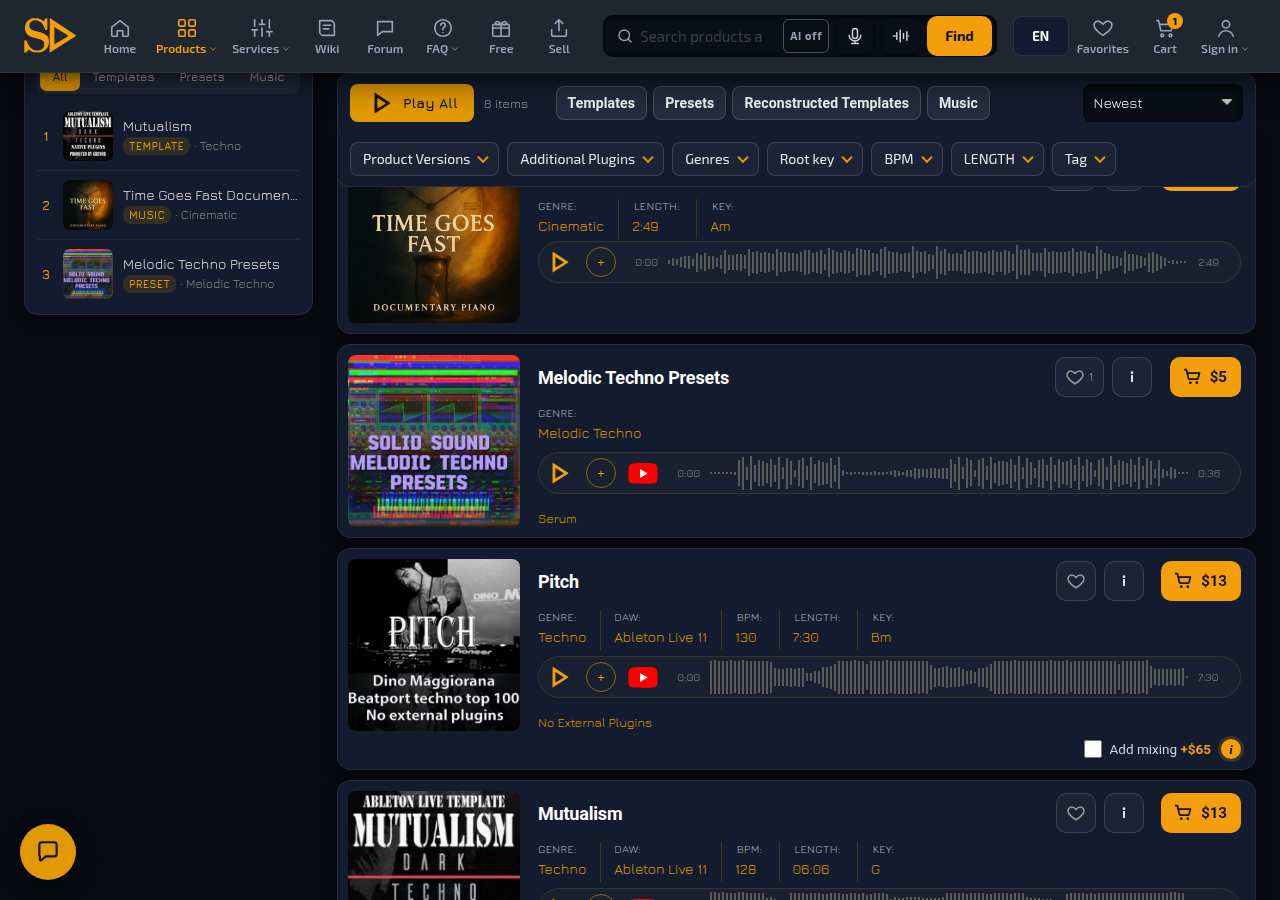 Home
Products
Services
Wiki
Forum
FAQ
Free
Sell
Search products a
AI off
Find
EN
Favorites
1
Cart
Sign in
All
Templates
Presets
Music
1
Mutualism
TEMPLATE · Techno
2
Time Goes Fast Documen...
MUSIC · Cinematic
3
Melodic Techno Presets
PRESET · Melodic Techno
Play All
8 items
Templates
Presets
Reconstructed Templates
Music
Newest
Product Versions
Additional Plugins
Genres
Root key
BPM
LENGTH
Tag
TIME GOES
FAST
DOCUMENTARY PIANO
GENRE: LENGTH: KEY:
Cinematic 2:49 Am
+ 0:00 2:49
SOLID SOUND
MELODIC TECHNO
PRESETS
Melodic Techno Presets
1
i
$5
GENRE:
Melodic Techno
+ 0:00 0:36
Serum
PITCH
Pioneer
Dino Maggiorana
Beatport techno top 100
No external plugins
Pitch
i
$13
GENRE: DAW: BPM: LENGTH: KEY:
Techno Ableton Live 11 130 7:30 Bm
+ 0:00 7:30
No External Plugins
Add mixing +$65 i
ABLETON LIVE TEMPLATE
MUTUALISM
DARK
TECHNO
Mutualism
i
$13
GENRE: DAW: BPM: LENGTH: KEY:
Techno Ableton Live 11 128 06:06 G